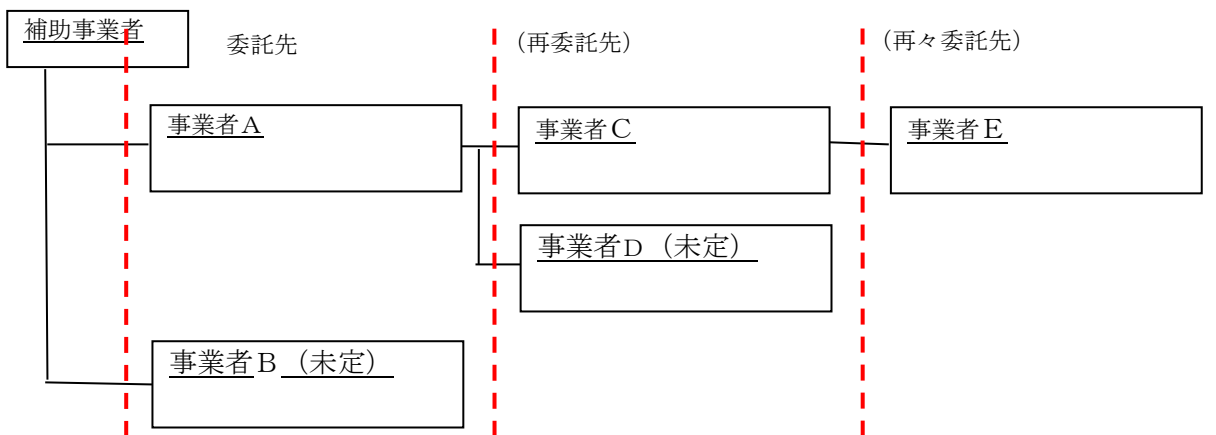 補助事業者
委託先
（再委託先）
（再々委託先）
事業者A
事業者C
事業者E
事業者D（未定）
事業者B（未定）